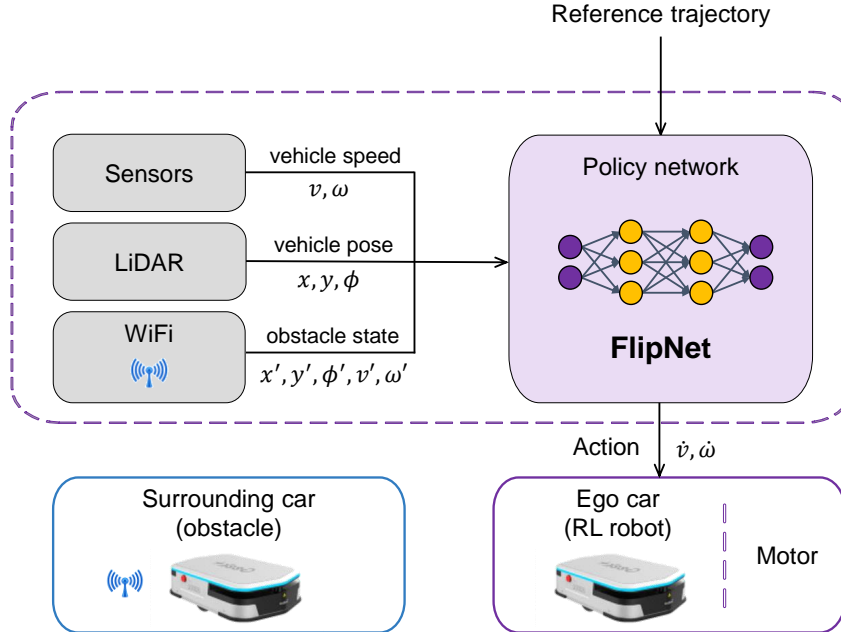 Reference trajectory
Sensors
vehicle speed
v, ω
LiDAR
vehicle pose
x, y, ϕ
WiFi
obstacle state
x′, y′, ϕ′, v′, ω′
Policy network
FlipNet
Action
v̇, ω̇
Surrounding car
(obstacle)
Ego car
(RL robot)
Motor